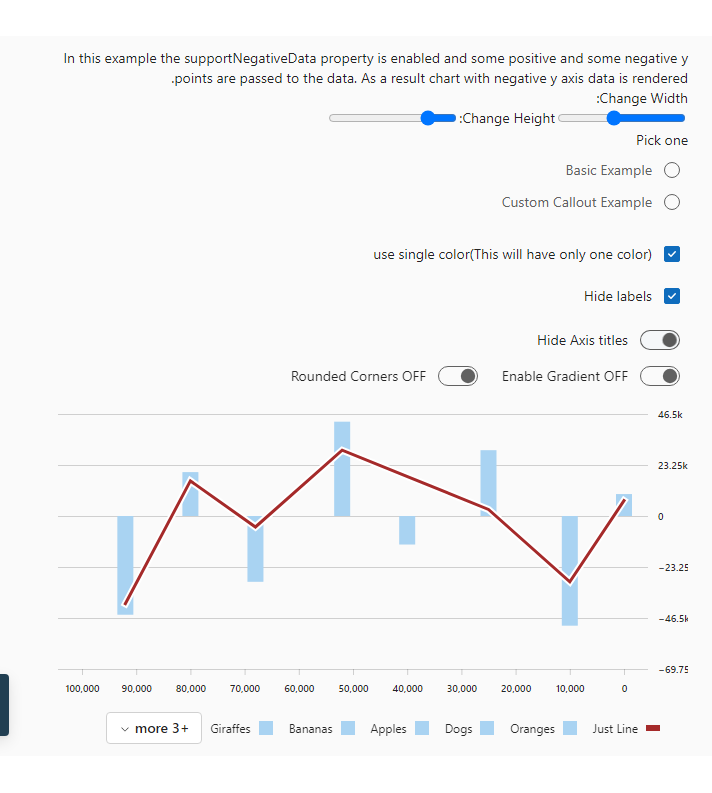 In this example the supportNegativeData property is enabled and some positive and some negative y
.points are passed to the data. As a result chart with negative y axis data is rendered
:Change Width
:Change Height
Pick one
Basic Example
Custom Callout Example
use single color(This will have only one color)
Hide labels
Hide Axis titles
Rounded Corners OFF Enable Gradient OFF
46.5k
23.25k
0
−23.25
−46.5k
−69.75
100,000 90,000 80,000 70,000 60,000 50,000 40,000 30,000 20,000 10,000 0
more 3+ Giraffes Bananas Apples Dogs Oranges Just Line